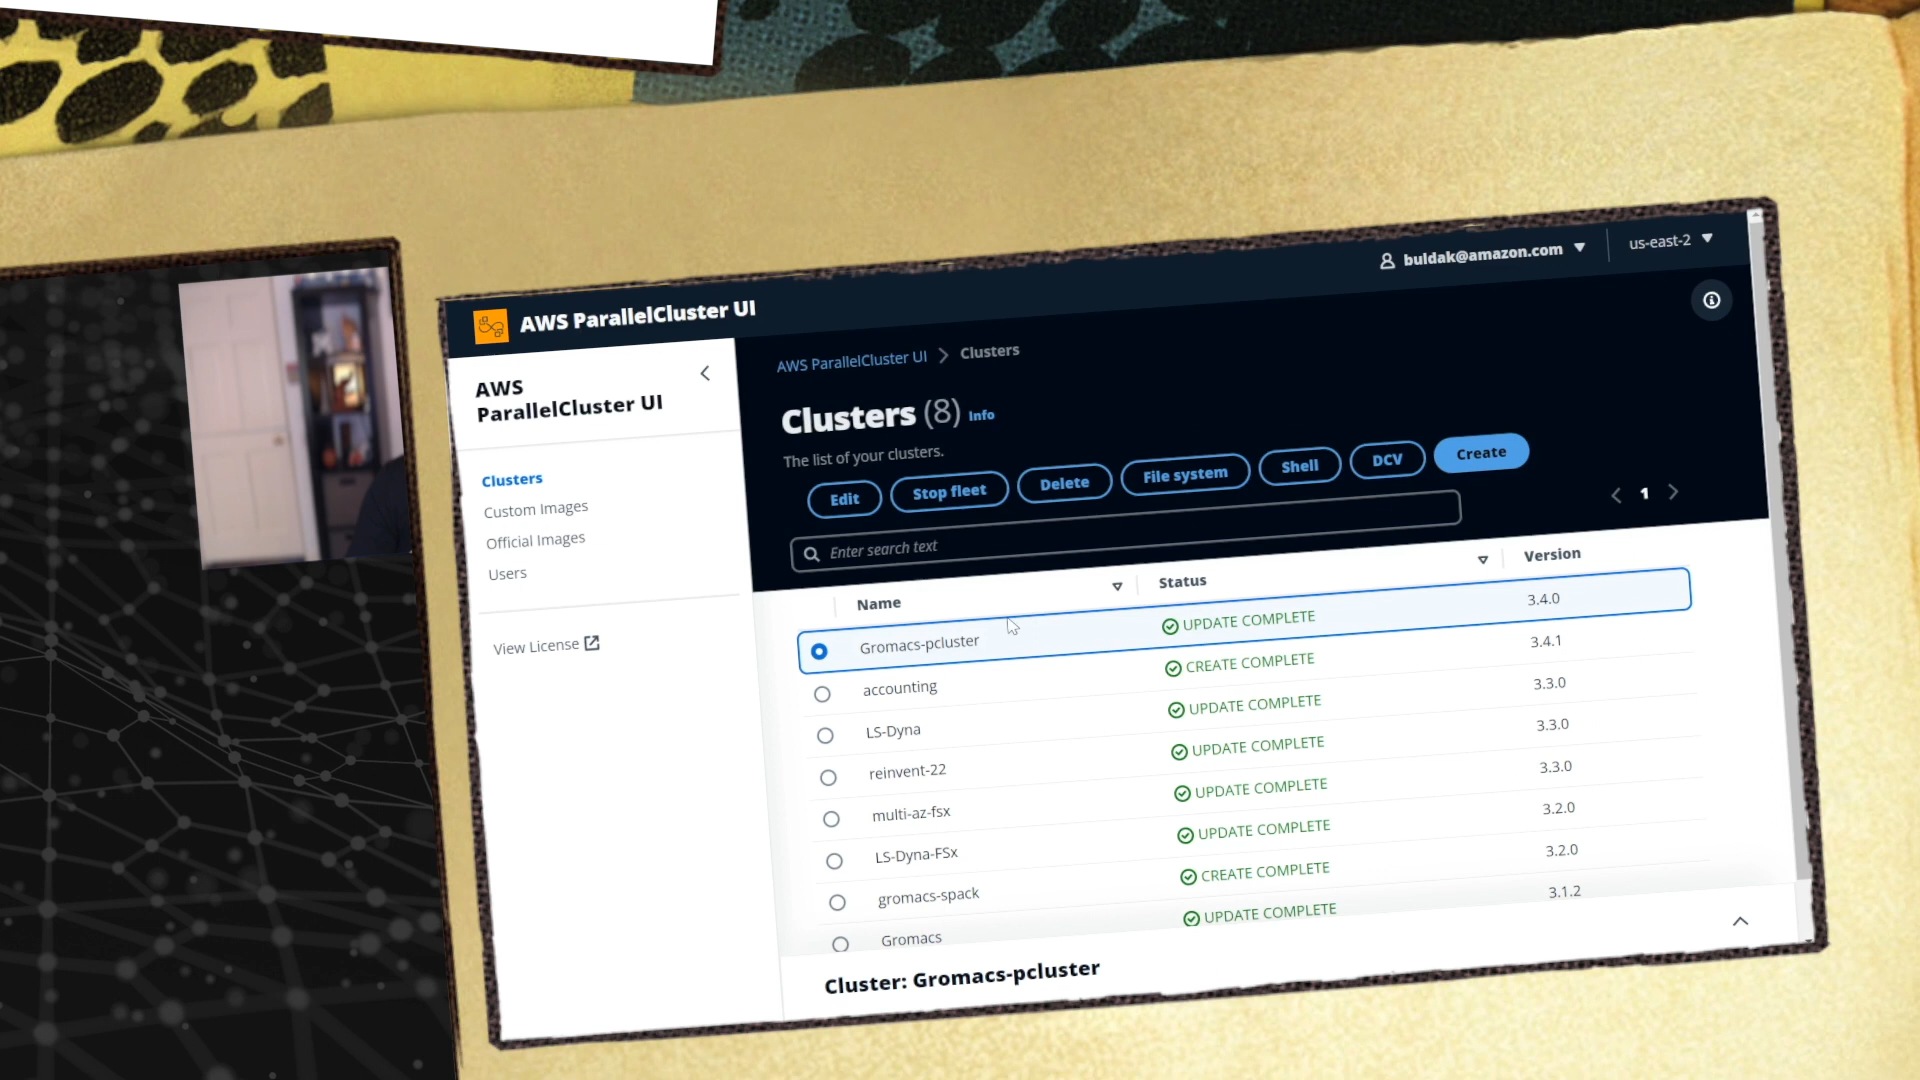 buldak@amazon.com us-east-2
AWS ParallelCluster UI
AWS ParallelCluster UI > Clusters
AWS
ParallelCluster UI
Clusters (8) Info
The list of your clusters.
Edit Stop fleet Delete File system Shell DCV Create
1
Enter search text
Clusters
Custom Images
Official Images
Users
View License
Name Status Version
Gromacs-pcluster UPDATE COMPLETE 3.4.0
accounting CREATE COMPLETE 3.4.1
LS-Dyna UPDATE COMPLETE 3.3.0
reinvent-22 UPDATE COMPLETE 3.3.0
multi-az-fsx UPDATE COMPLETE 3.3.0
LS-Dyna-FSx UPDATE COMPLETE 3.2.0
gromacs-spack CREATE COMPLETE 3.2.0
Gromacs UPDATE COMPLETE 3.1.2
Cluster: Gromacs-pcluster